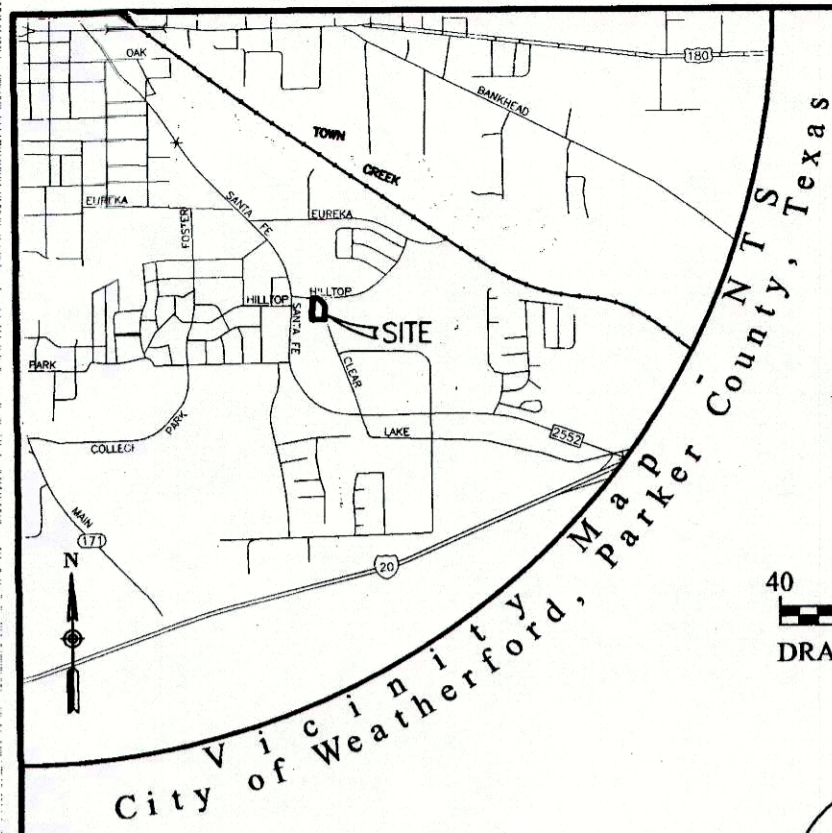 OAK
180
BANKHEAD
TOWN
CREEK
SANTA FE
EUREKA
FOSTER
EUREKA
HILLTOP
HILLTOP
SANTA FE
SITE
PARK
CLEAR
PARK
COLLEGE
LAKE
2552
MAIN
171
N
20
40
DRA
Vicinity Map - NTS
City of Weatherford, Parker County, Texas